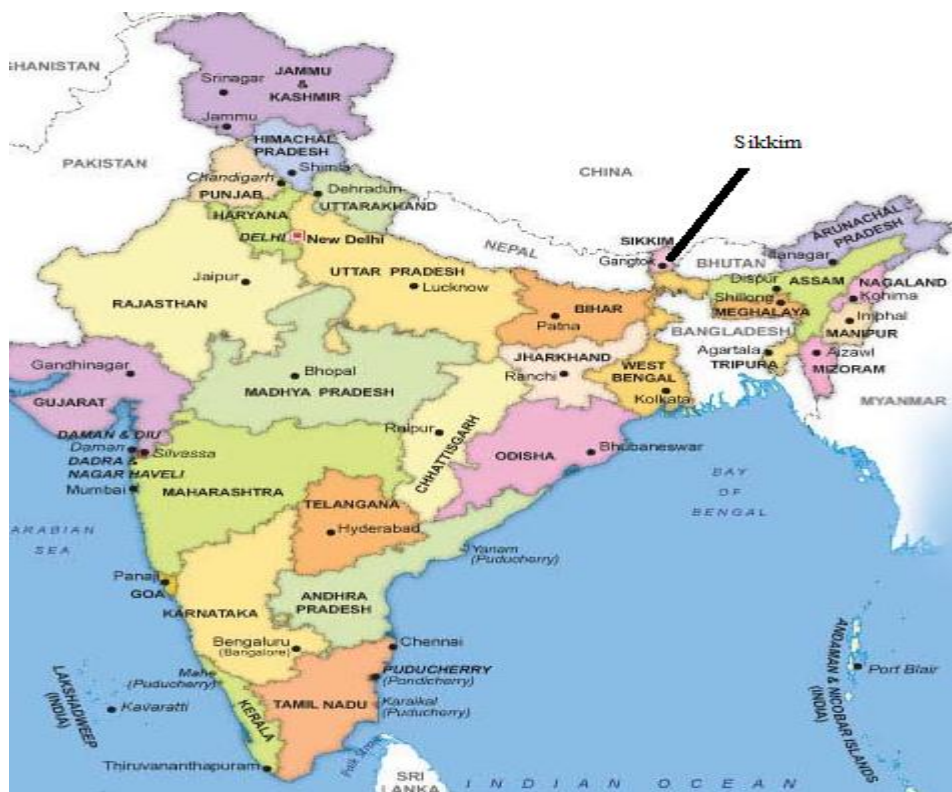 GHANISTAN
JAMMU
&
KASHMIR
Srinagar
Jammu
HIMACHAL
PRADESH
Shimla
PAKISTAN
Chandigarh
PUNJAB
Dehradun
UTTARAKHAND
HARYANA
DELHI
New Delhi
Sikkim
CHINA
NEPAL
SIKKIM
Gangtok
BHUTAN
ARUNACHAL
PRADESH
Itanagar
Dispur
ASSAM
NAGALAND
Kohima
Shillong
MEGHALAYA
Imphal
MANIPUR
BANGLADESH
Agartala
TRIPURA
Aizawl
MIZORAM
MYANMAR
Jaipur
RAJASTHAN
UTTAR PRADESH
Lucknow
BIHAR
Patna
JHARKHAND
Ranchi
WEST
BENGAL
Kolkata
Gandhinagar
GUJARAT
Bhopal
MADHYA PRADESH
Raipur
CHHATTISGARH
ODISHA
Bhubaneswar
DAMAN & DIU
Daman
Silvassa
DADRA &
NAGAR HAVELI
Mumbai
MAHARASHTRA
TELANGANA
Hyderabad
BAY
OF
BENGAL
ARABIAN
SEA
Yanam
(Puducherry)
Panaji
GOA
KARNATAKA
ANDHRA
PRADESH
Bengaluru
(Bangalore)
Chennai
Mahe
(Puducherry)
PUDUCHERRY
(Pondicherry)
KERALA
TAMIL NADU
Karaikal
(Puducherry)
LAKSHADWEEP
(INDIA)
Kavaratti
ANDAMAN & NICOBAR ISLANDS
(INDIA)
Port Blair
Thiruvananthapuram
Palk Strait
SRI
LANKA
INDIAN OCEAN